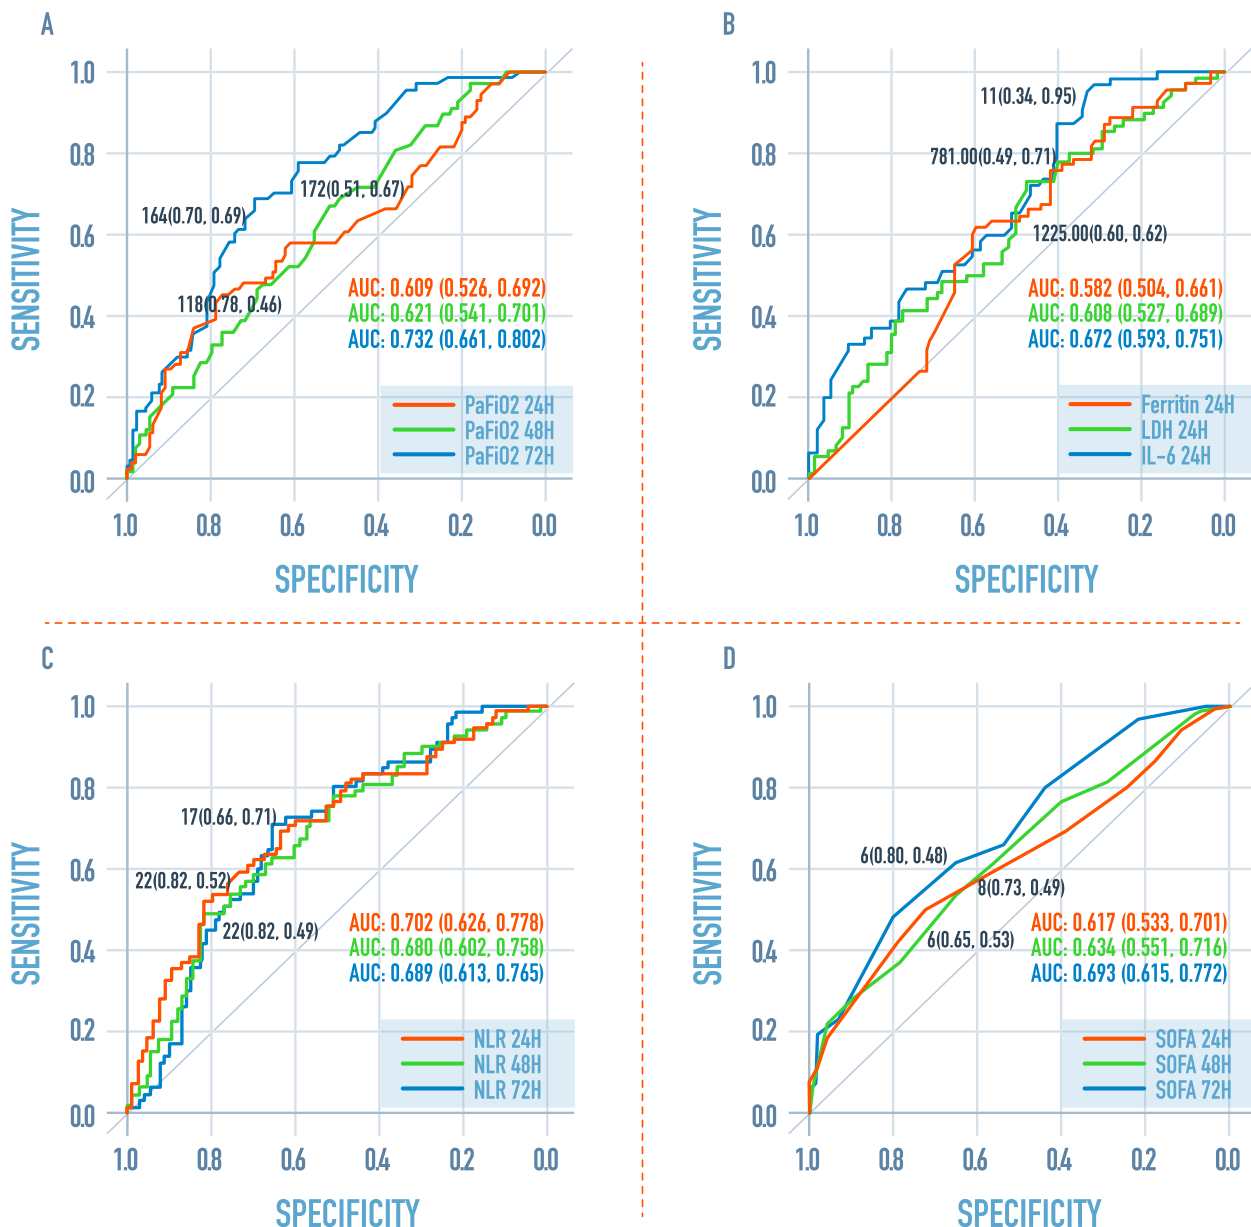 A
1.0
0.8
0.6
0.4
0.2
0.0
SENSITIVITY
164(0.70, 0.69)
172(0.51, 0.67)
118(0.78, 0.46)
AUC: 0.609 (0.526, 0.692)
AUC: 0.621 (0.541, 0.701)
AUC: 0.732 (0.661, 0.802)
PaFiO2 24H
PaFiO2 48H
PaFiO2 72H
1.0 0.8 0.6 0.4 0.2 0.0
SPECIFICITY
B
1.0
0.8
0.6
0.4
0.2
0.0
SENSITIVITY
11(0.34, 0.95)
781.00(0.49, 0.71)
1225.00(0.60, 0.62)
AUC: 0.582 (0.504, 0.661)
AUC: 0.608 (0.527, 0.689)
AUC: 0.672 (0.593, 0.751)
Ferritin 24H
LDH 24H
IL-6 24H
1.0 0.8 0.6 0.4 0.2 0.0
SPECIFICITY
C
1.0
0.8
0.6
0.4
0.2
0.0
SENSITIVITY
17(0.66, 0.71)
22(0.82, 0.52)
22(0.82, 0.49)
AUC: 0.702 (0.626, 0.778)
AUC: 0.680 (0.602, 0.758)
AUC: 0.689 (0.613, 0.765)
NLR 24H
NLR 48H
NLR 72H
1.0 0.8 0.6 0.4 0.2 0.0
SPECIFICITY
D
1.0
0.8
0.6
0.4
0.2
0.0
SENSITIVITY
6(0.80, 0.48)
8(0.73, 0.49)
6(0.65, 0.53)
AUC: 0.617 (0.533, 0.701)
AUC: 0.634 (0.551, 0.716)
AUC: 0.693 (0.615, 0.772)
SOFA 24H
SOFA 48H
SOFA 72H
1.0 0.8 0.6 0.4 0.2 0.0
SPECIFICITY